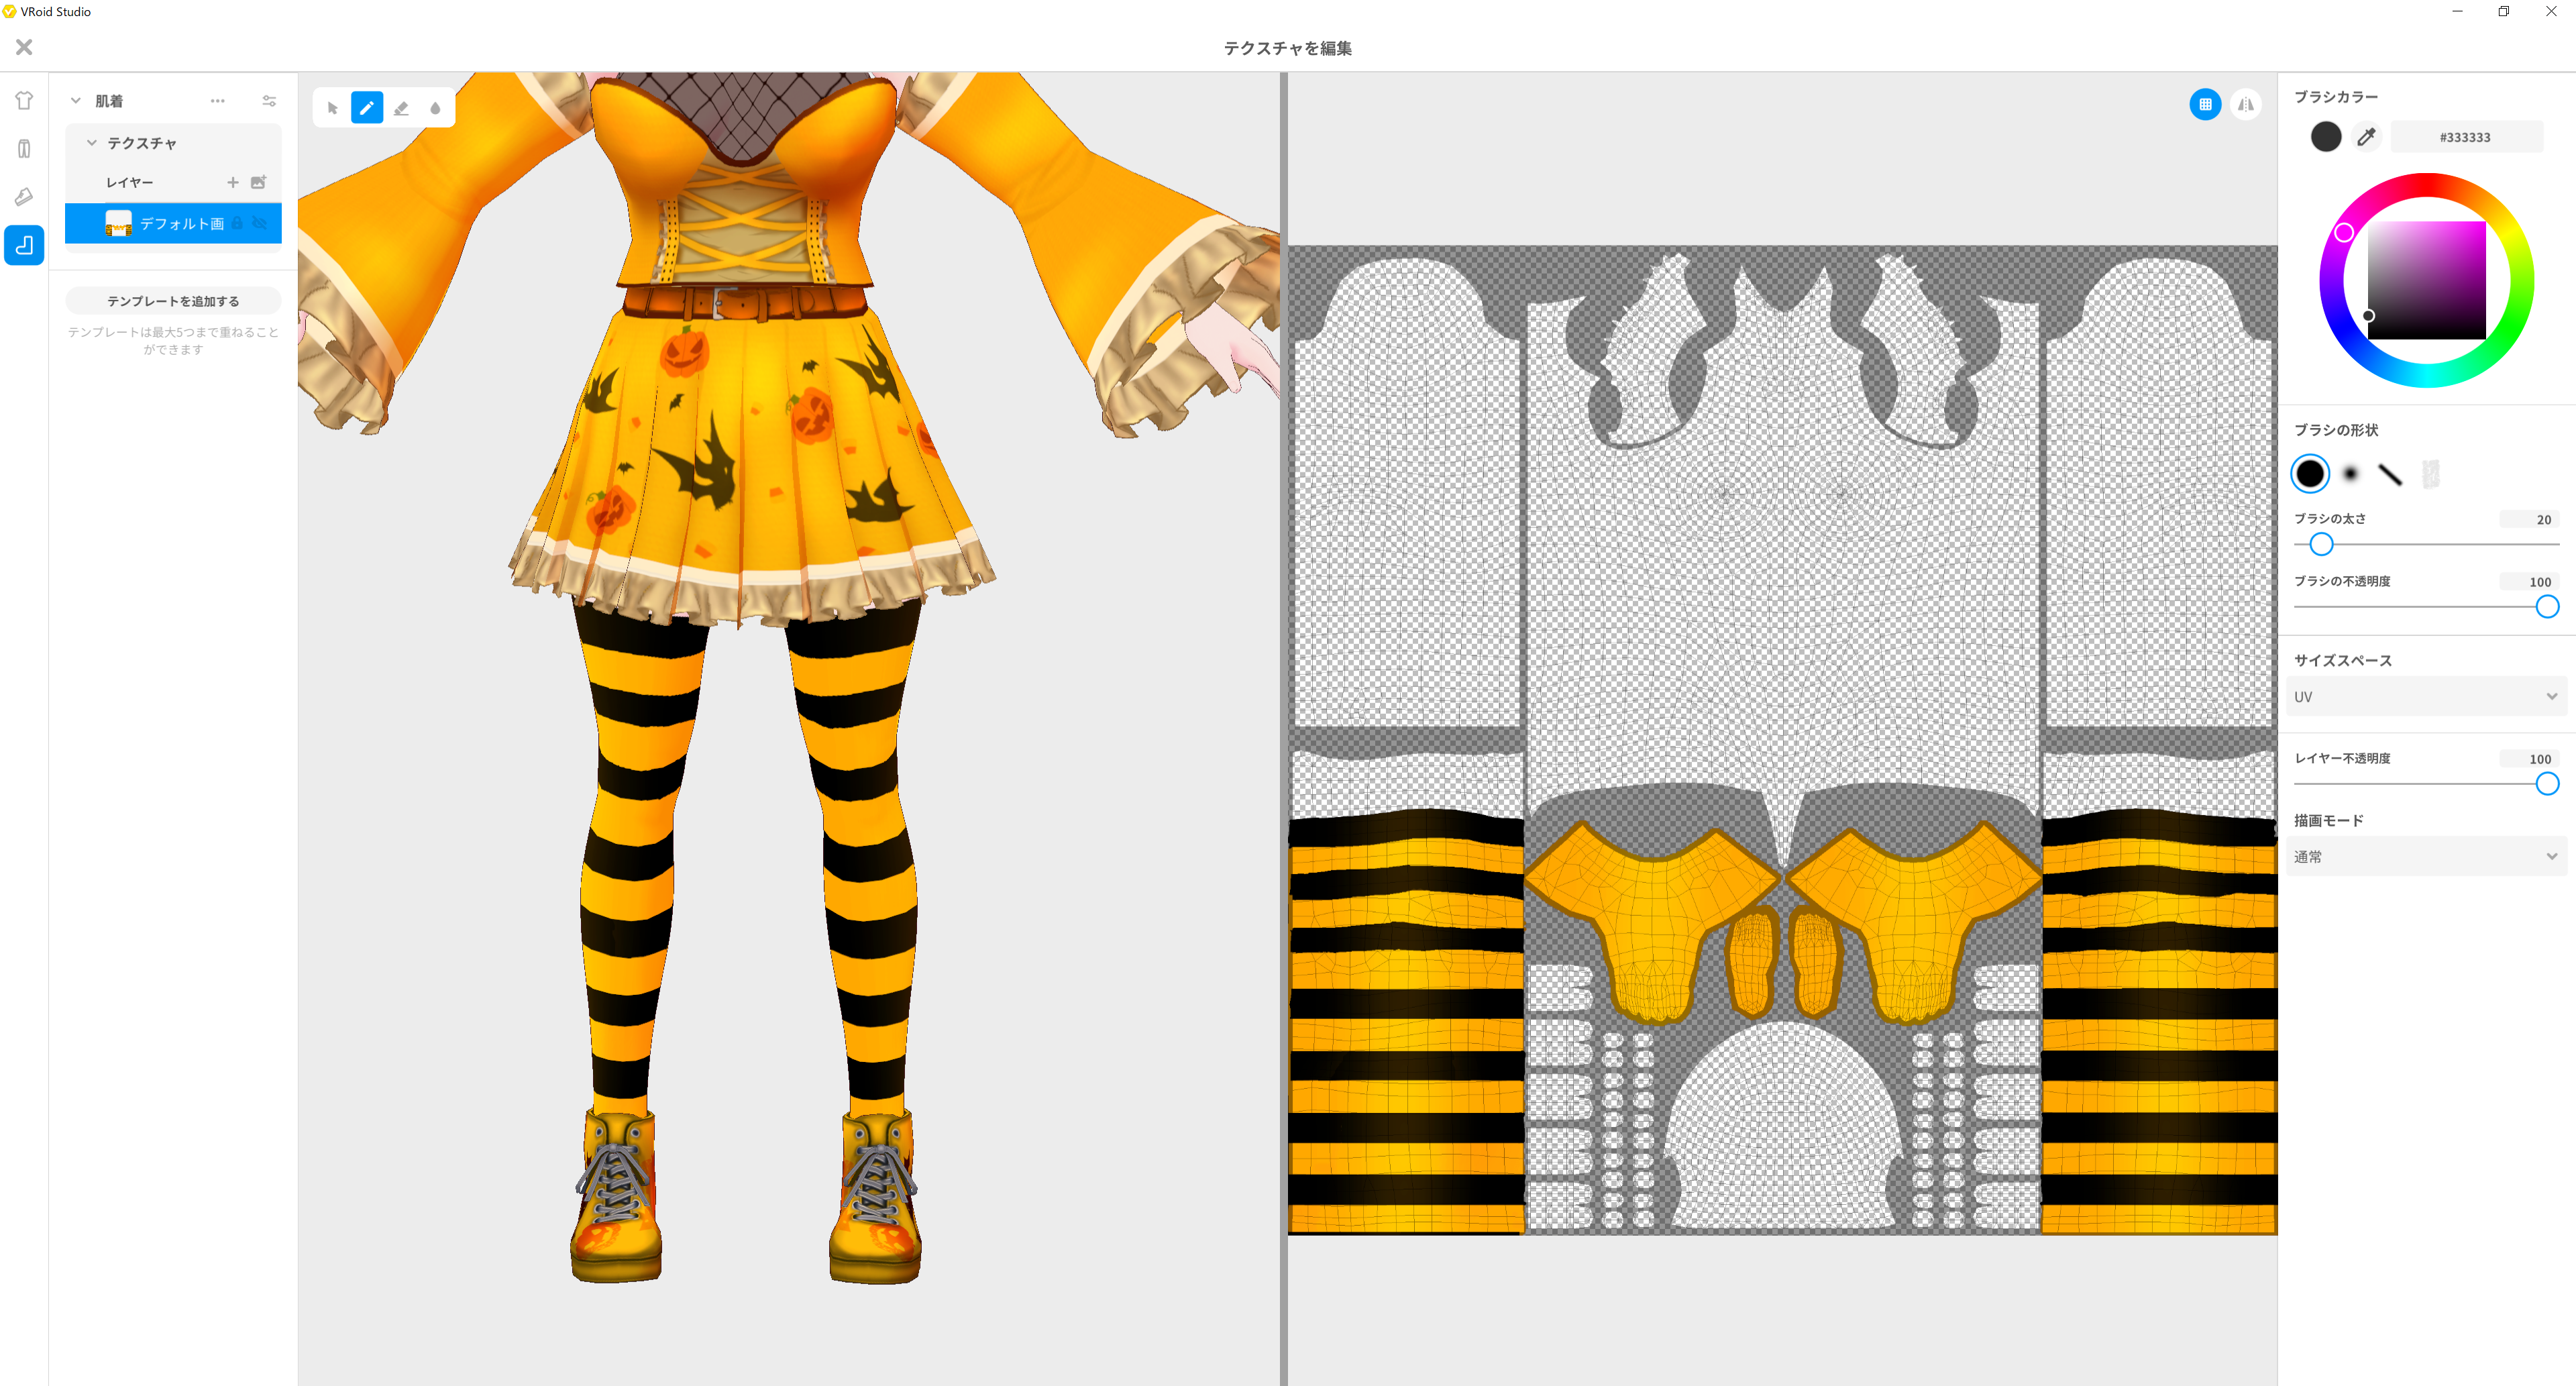 VRoid Studio
テクスチャを編集
肌着
テクスチャ
レイヤー
デフォルト画
テンプレートを追加する
テンプレートは最大5つまで重ねること
ができます
ブラシカラー
#333333
ブラシの形状
ブラシの太さ
20
ブラシの不透明度
100
サイズスペース
UV
レイヤー不透明度
100
描画モード
通常